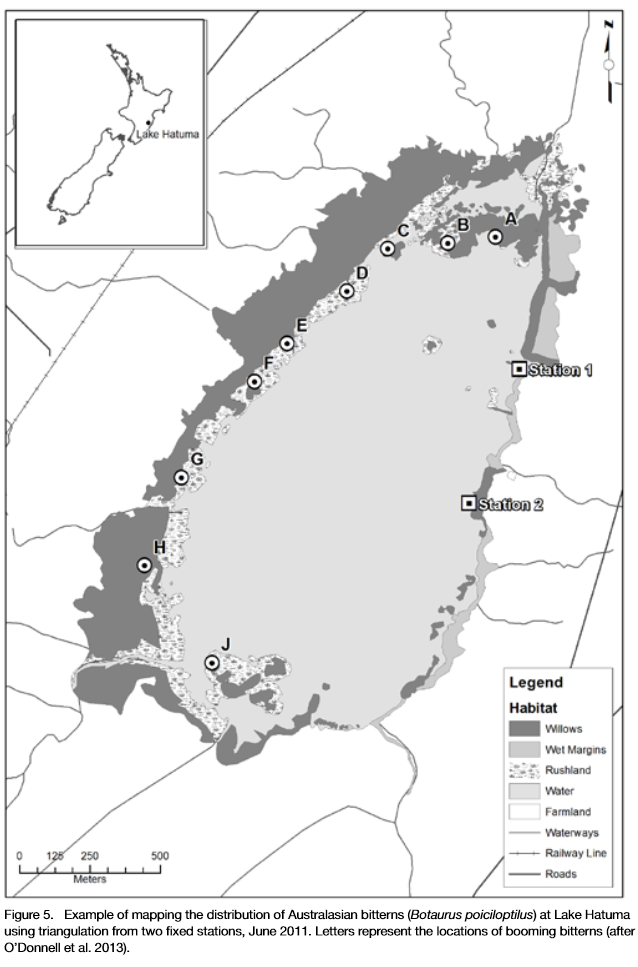 N
Lake Hatuma
A
B
C
D
E
F
Station 1
G
Station 2
H
J
Legend
Habitat
Willows
Wet Margins
Rushland
Water
Farmland
Waterways
Railway Line
Roads
0 125 250 500
Meters
Figure 5. Example of mapping the distribution of Australasian bitterns (Botaurus poiciloptilus) at Lake Hatuma
using triangulation from two fixed stations, June 2011. Letters represent the locations of booming bitterns (after
O’Donnell et al. 2013).